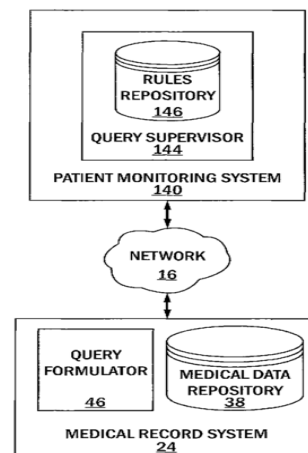 RULES
REPOSITORY
146
QUERY SUPERVISOR
144
PATIENT MONITORING SYSTEM
140
NETWORK
16
QUERY
FORMULATOR
46
MEDICAL DATA
REPOSITORY
38
MEDICAL RECORD SYSTEM
24